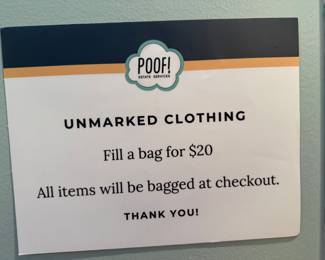 POOF!
ESTATE SERVICES
UNMARKED CLOTHING
Fill a bag for $20
All items will be bagged at checkout.
THANK YOU!